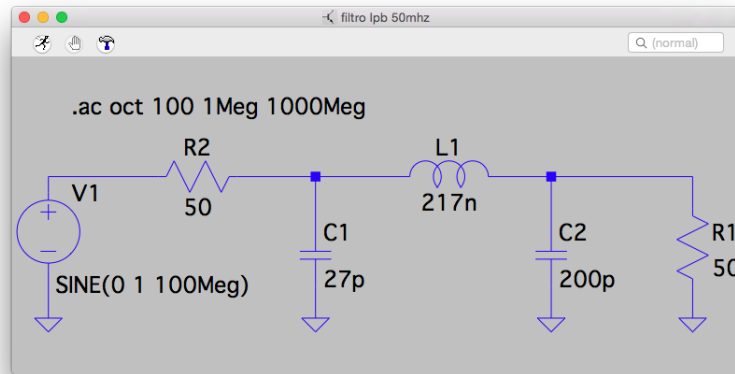 filtro lpb 50mhz
(normal)
.ac oct 100 1Meg 1000Meg
R2
L1
V1
50
217n
C1
C2
R1
27p
200p
50
SINE(0 1 100Meg)